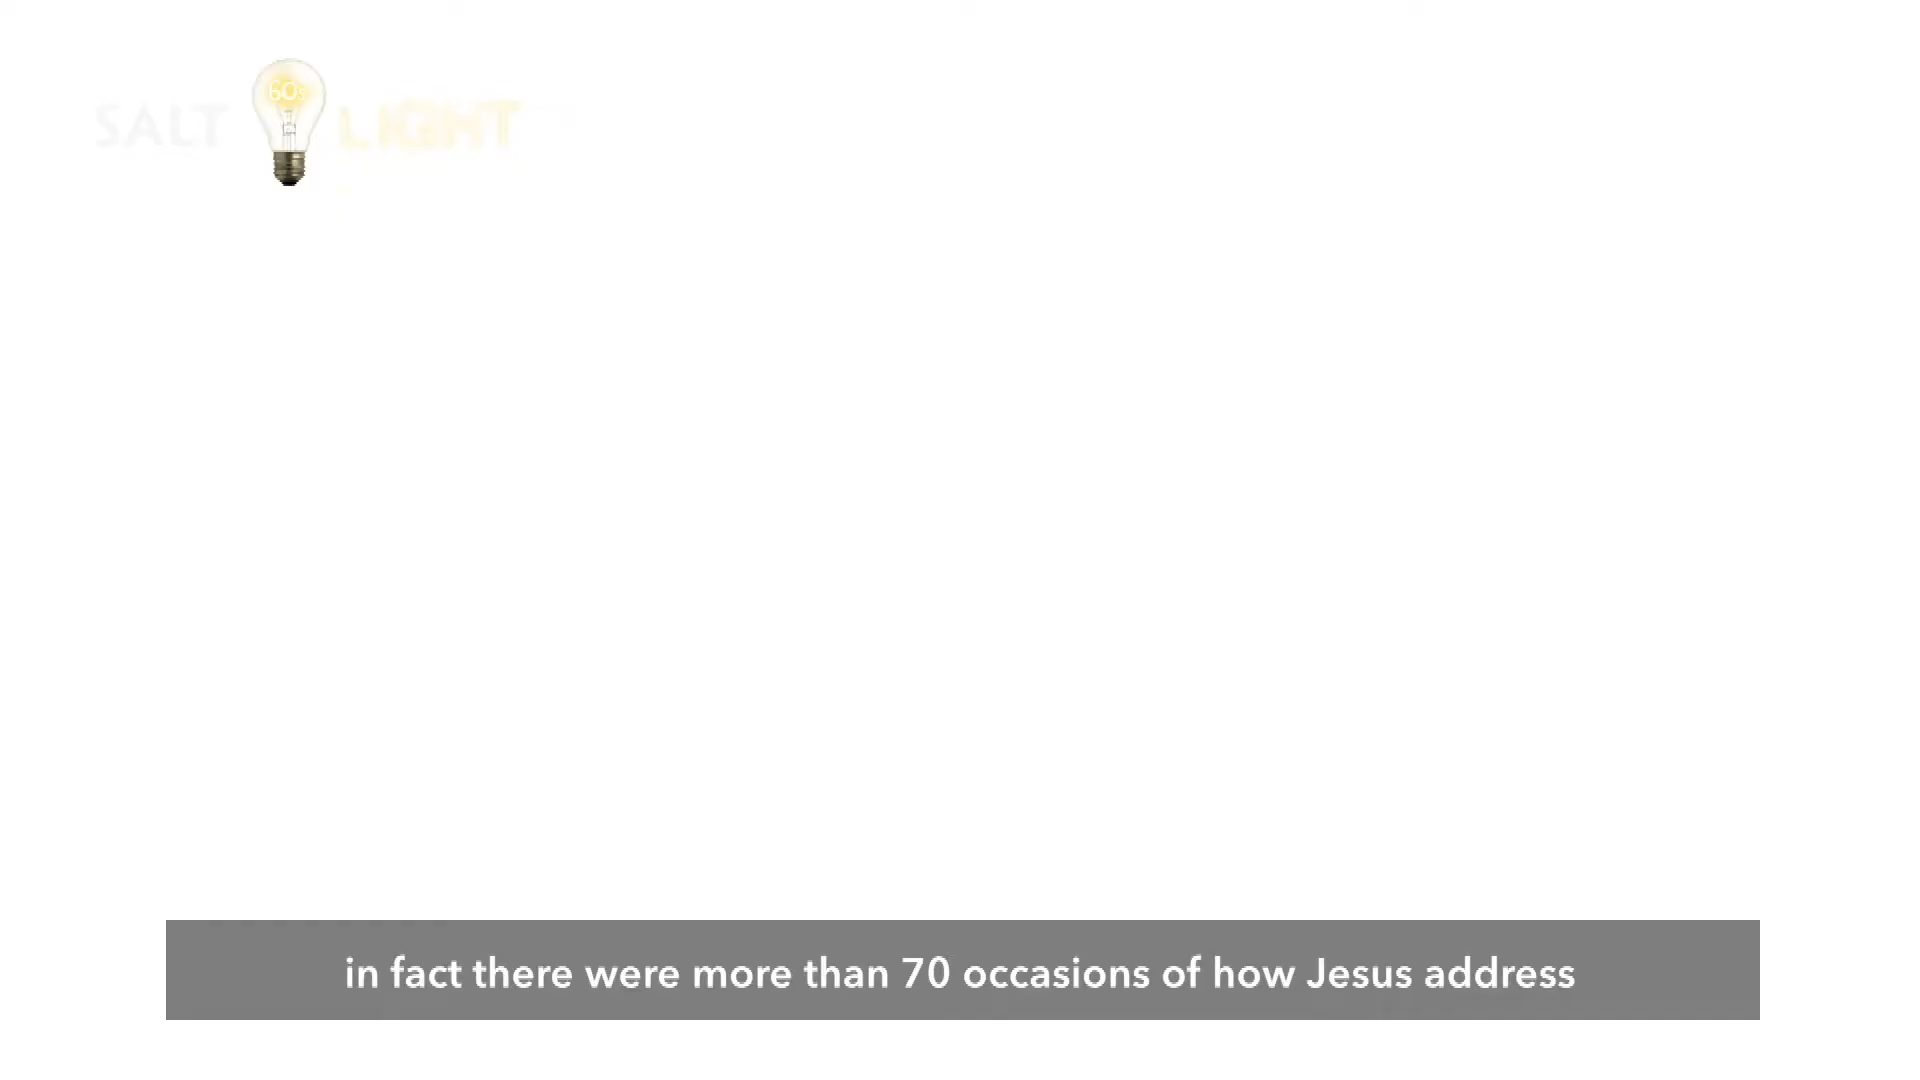 SALT 60s LIGHT
in fact there were more than 70 occasions of how Jesus address